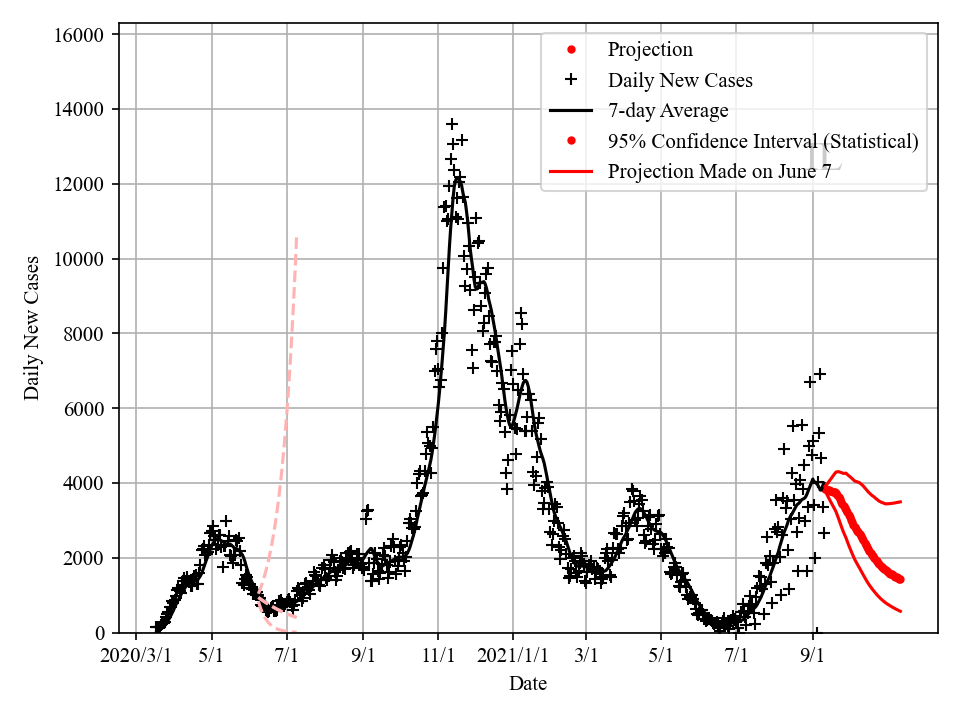 Projection
Daily New Cases
7-day Average
95% Confidence Interval (Statistical)
Projection Made on June 7
IL
Daily New Cases
16000
14000
12000
10000
8000
6000
4000
2000
0
2020/3/1 5/1 7/1 9/1 11/1 2021/1/1 3/1 5/1 7/1 9/1
Date